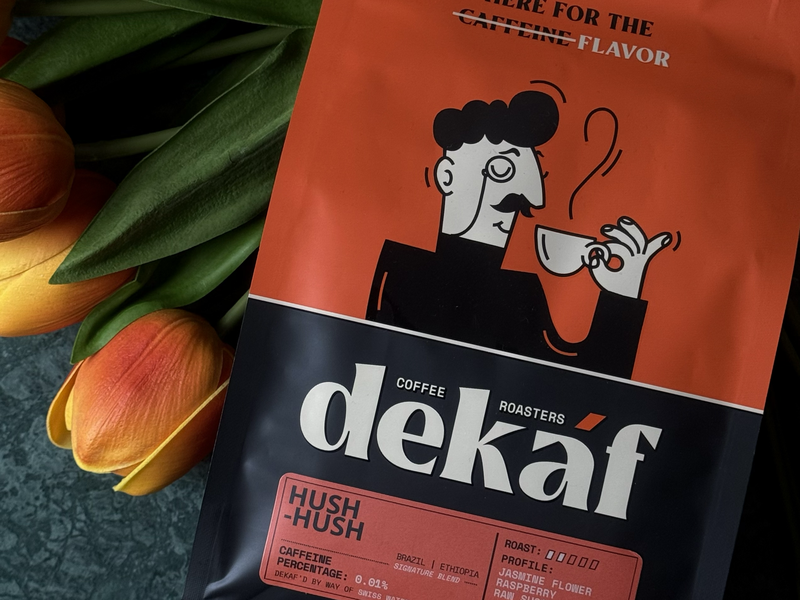 HERE FOR THE
CAFFEINE FLAVOR
COFFEE ROASTERS
dekáf
HUSH
-HUSH
CAFFEINE
PERCENTAGE: 0.01%
DEKAF'D BY WAY OF SWISS
BRAZIL | ETHIOPIA
SIGNATURE BLEND
ROAST:
PROFILE:
JASMINE FLOWER
RASPBERRY
RAW